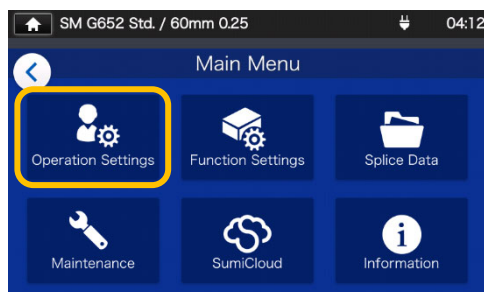 SM G652 Std. / 60mm 0.25 04:12
Main Menu
Operation Settings Function Settings Splice Data
Maintenance SumiCloud Information